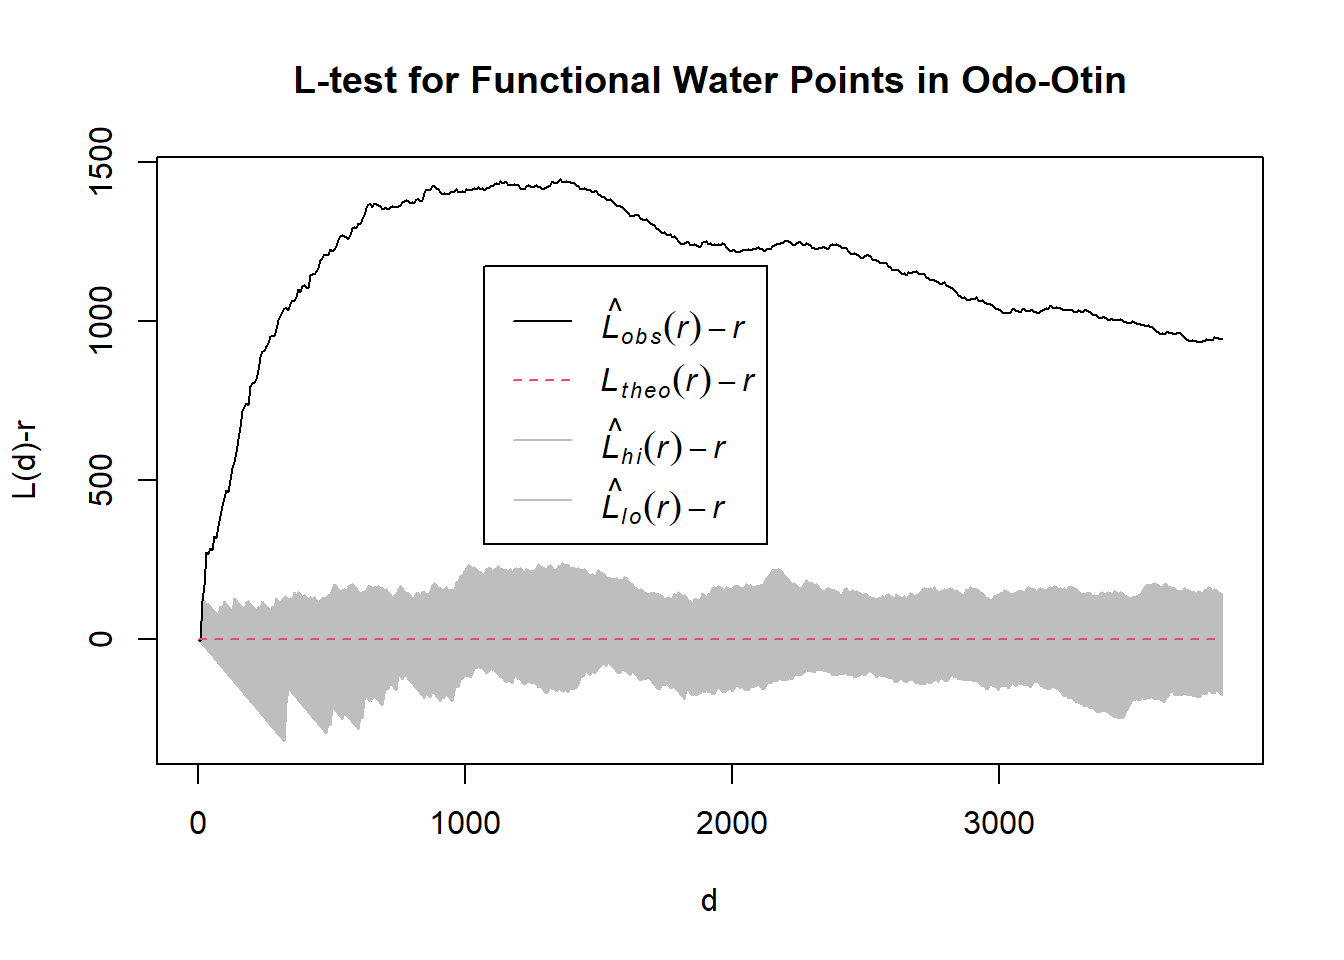 L-test for Functional Water Points in Odo-Otin
L(d)-r
1500
1000
500
0
L̂obs(r) − r
Ltheo(r) − r
L̂hi(r) − r
L̂lo(r) − r
0 1000 2000 3000
d